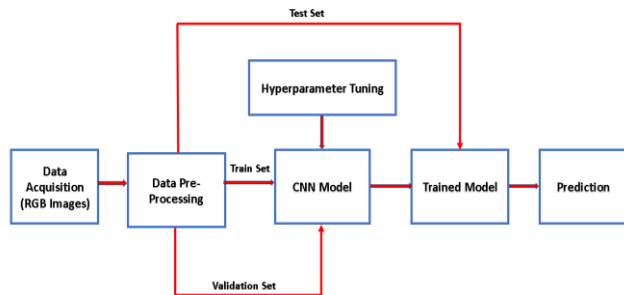 Test Set
Hyperparameter Tuning
Data
Acquisition
(RGB Images)
Data Pre-
Processing
Train Set
CNN Model
Trained Model
Prediction
Validation Set